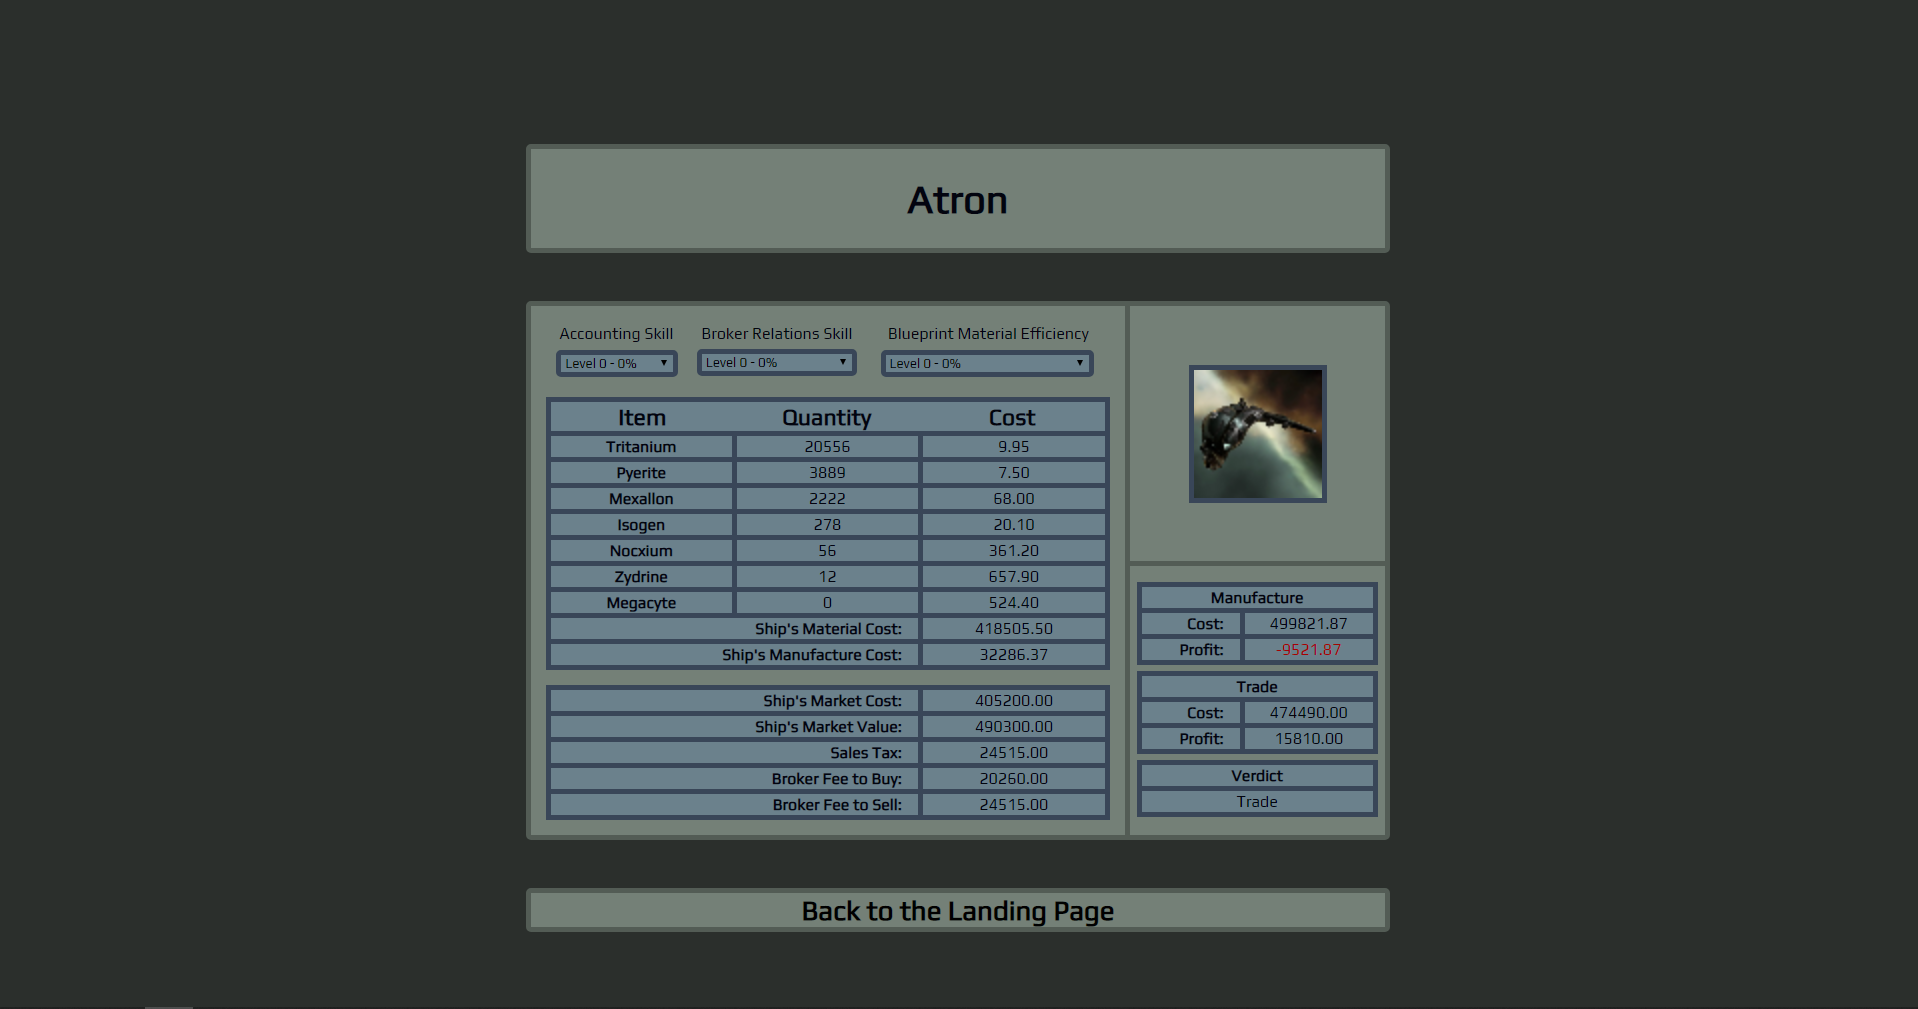 Atron
Accounting Skill Broker Relations Skill Blueprint Material Efficiency
Level 0 - 0% Level 0 - 0% Level 0 - 0%
Item Quantity Cost
Tritanium 20556 9.95
Pyerite 3889 7.50
Mexallon 2222 68.00
Isogen 278 20.10
Nocxium 56 361.20
Zydrine 12 657.90
Megacyte 0 524.40
Ship's Material Cost: 418505.50
Ship's Manufacture Cost: 32286.37
Ship's Market Cost: 405200.00
Ship's Market Value: 490300.00
Sales Tax: 24515.00
Broker Fee to Buy: 20260.00
Broker Fee to Sell: 24515.00
Manufacture
Cost: 499821.87
Profit: -9521.87
Trade
Cost: 474490.00
Profit: 15810.00
Verdict
Trade
Back to the Landing Page